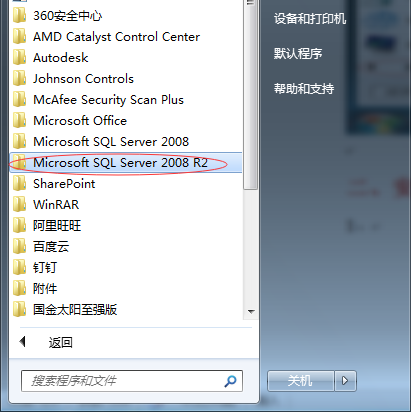 360安全中心
AMD Catalyst Control Center
Autodesk
Johnson Controls
McAfee Security Scan Plus
Microsoft Office
Microsoft SQL Server 2008
Microsoft SQL Server 2008 R2
SharePoint
WinRAR
阿里旺旺
百度云
钉钉
附件
国金太阳至强版
返回
搜索程序和文件
设备和打印机
默认程序
帮助和支持
关机